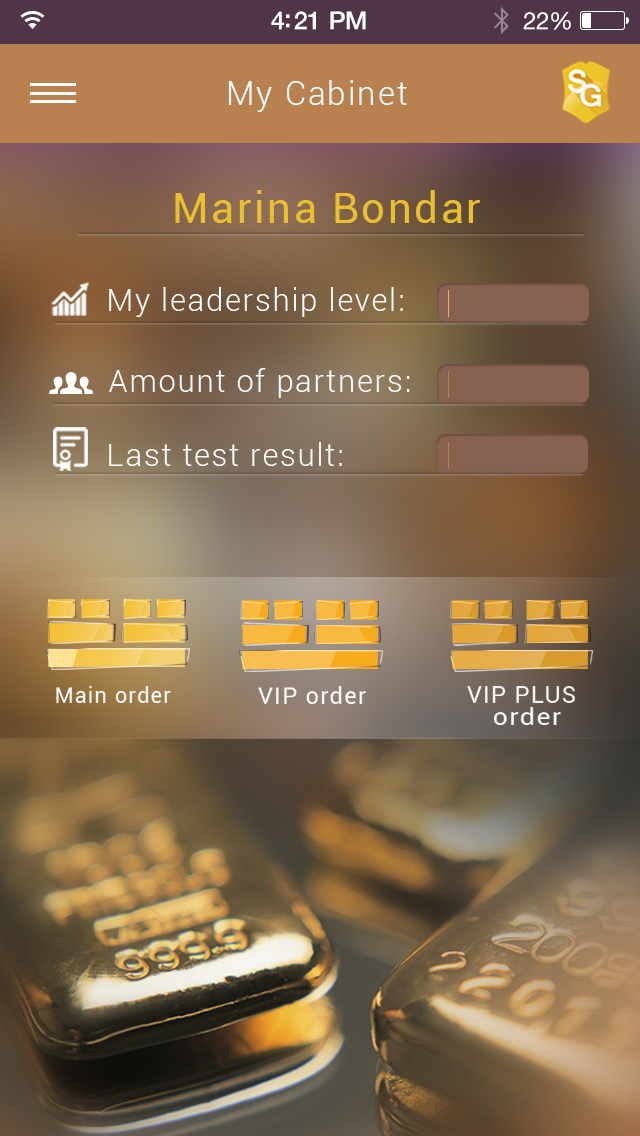 4:21 PM 22%
My Cabinet
SG
Marina Bondar
My leadership level:
Amount of partners:
Last test result:
Main order
VIP order
VIP PLUS
order
999.9